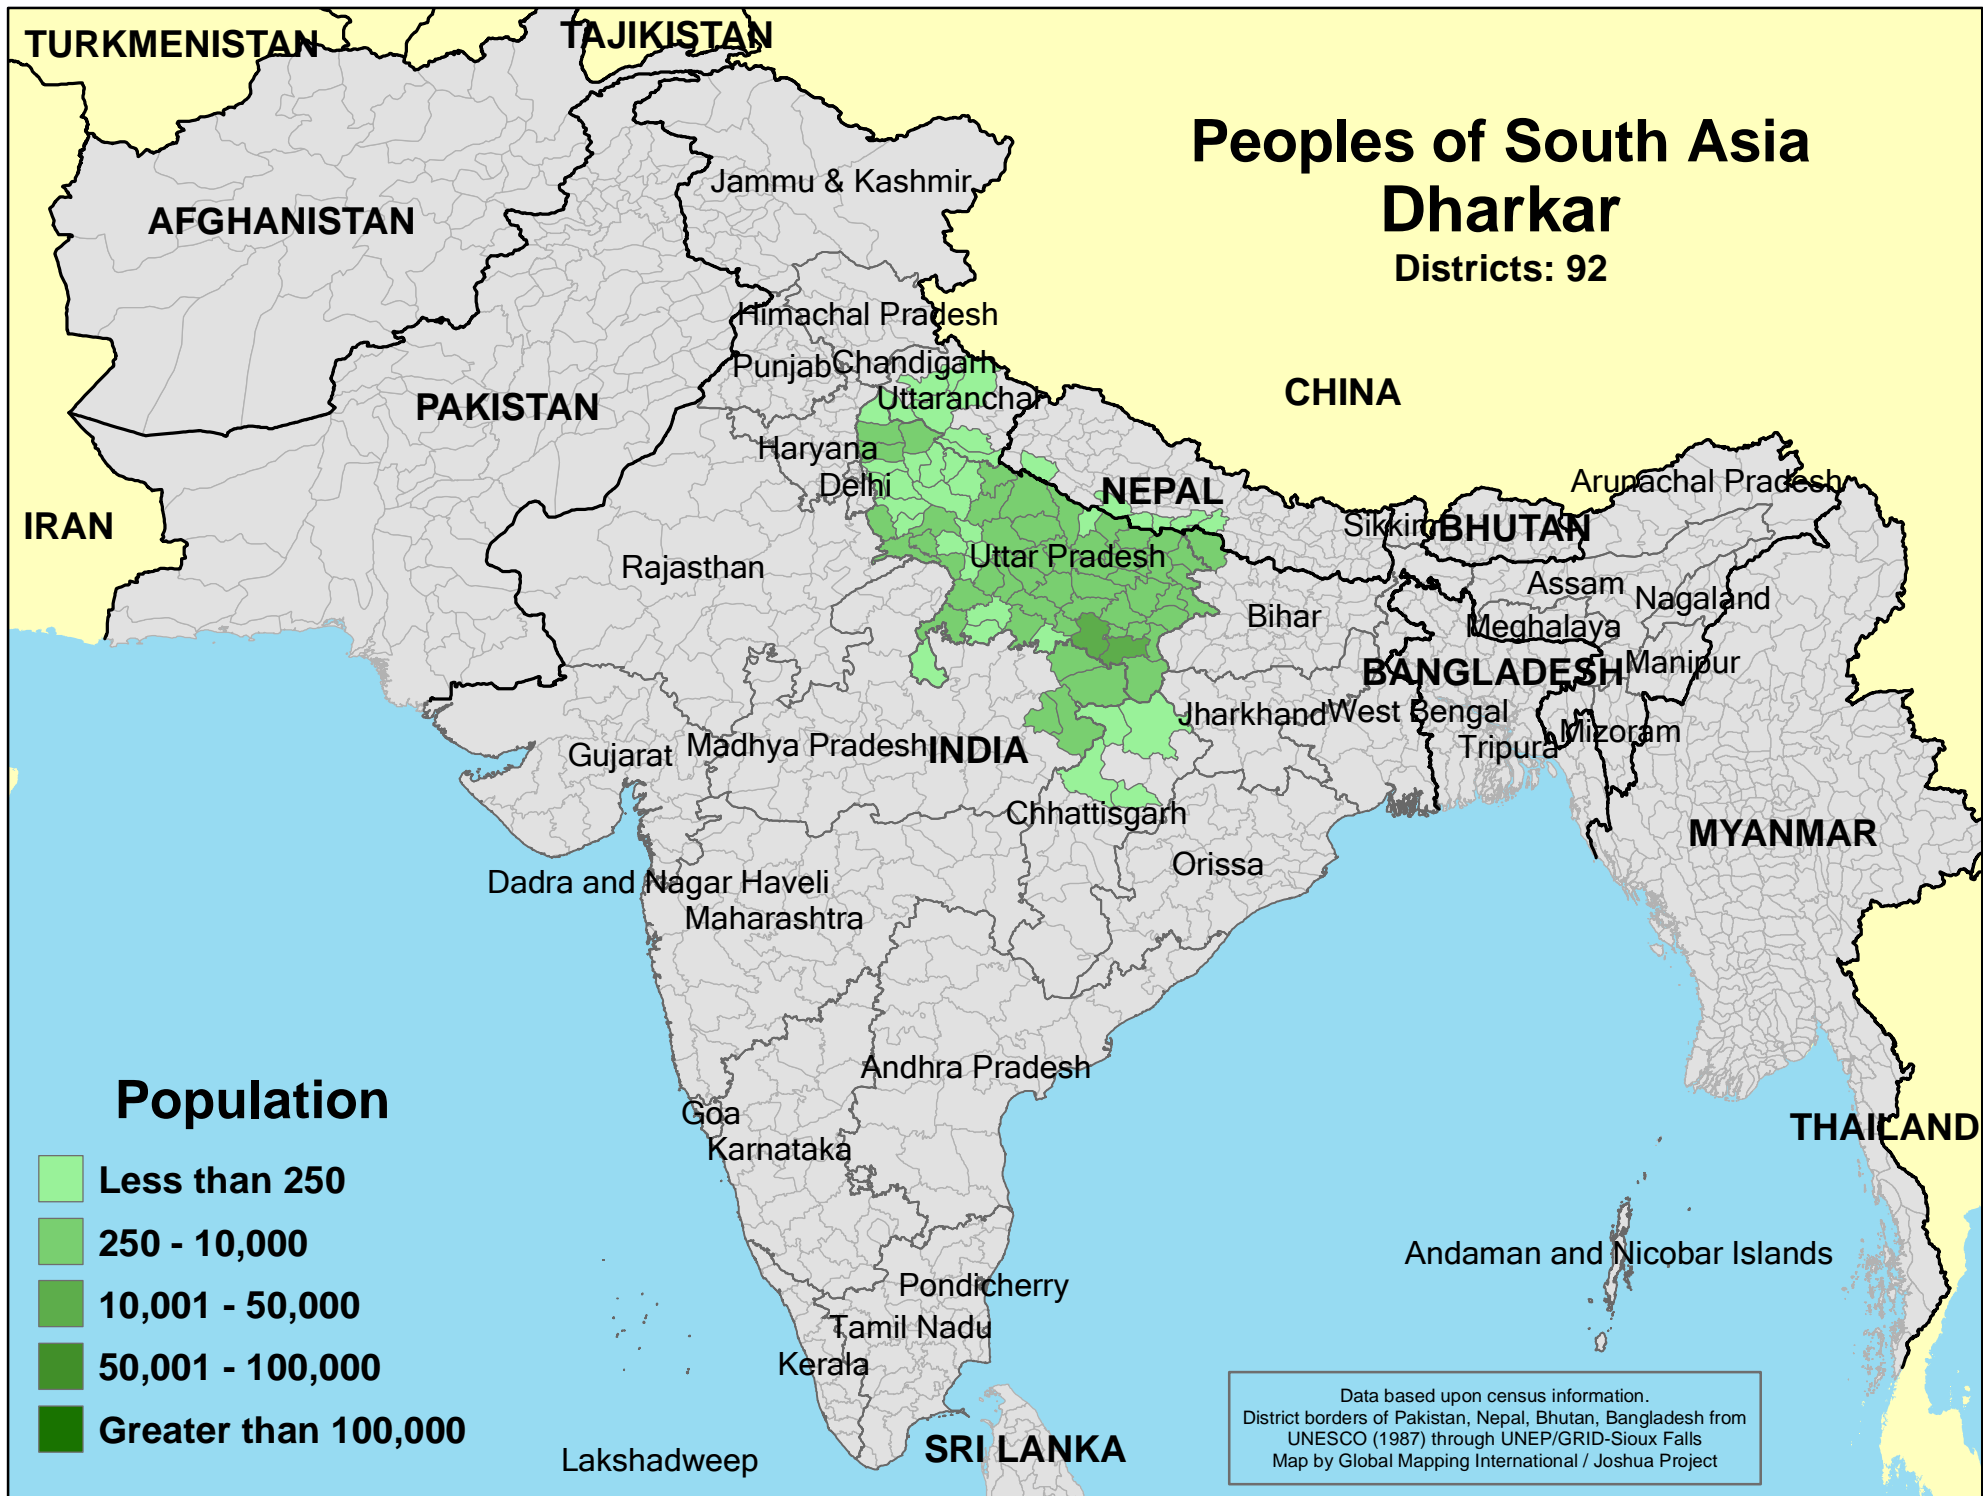 TURKMENISTAN
TAJIKISTAN
Peoples of South Asia
Dharkar
Districts: 92
Jammu & Kashmir
AFGHANISTAN
Himachal Pradesh
Punjab
Chandigarh
CHINA
PAKISTAN
Uttaranchal
Haryana
Delhi
NEPAL
Arunachal Pradesh
IRAN
Sikkim
BHUTAN
Rajasthan
Uttar Pradesh
Assam
Nagaland
Bihar
Meghalaya
BANGLADESH
Manipur
Jharkhand
West Bengal
Gujarat
Madhya Pradesh
INDIA
Tripura
Mizoram
Chhattisgarh
MYANMAR
Orissa
Dadra and Nagar Haveli
Maharashtra
Andhra Pradesh
Goa
Karnataka
THAILAND
Population
Less than 250
250 - 10,000
10,001 - 50,000
50,001 - 100,000
Greater than 100,000
Andaman and Nicobar Islands
Pondicherry
Tamil Nadu
Kerala
Lakshadweep
SRI LANKA
Data based upon census information.
District borders of Pakistan, Nepal, Bhutan, Bangladesh from
UNESCO (1987) through UNEP/GRID-Sioux Falls
Map by Global Mapping International / Joshua Project